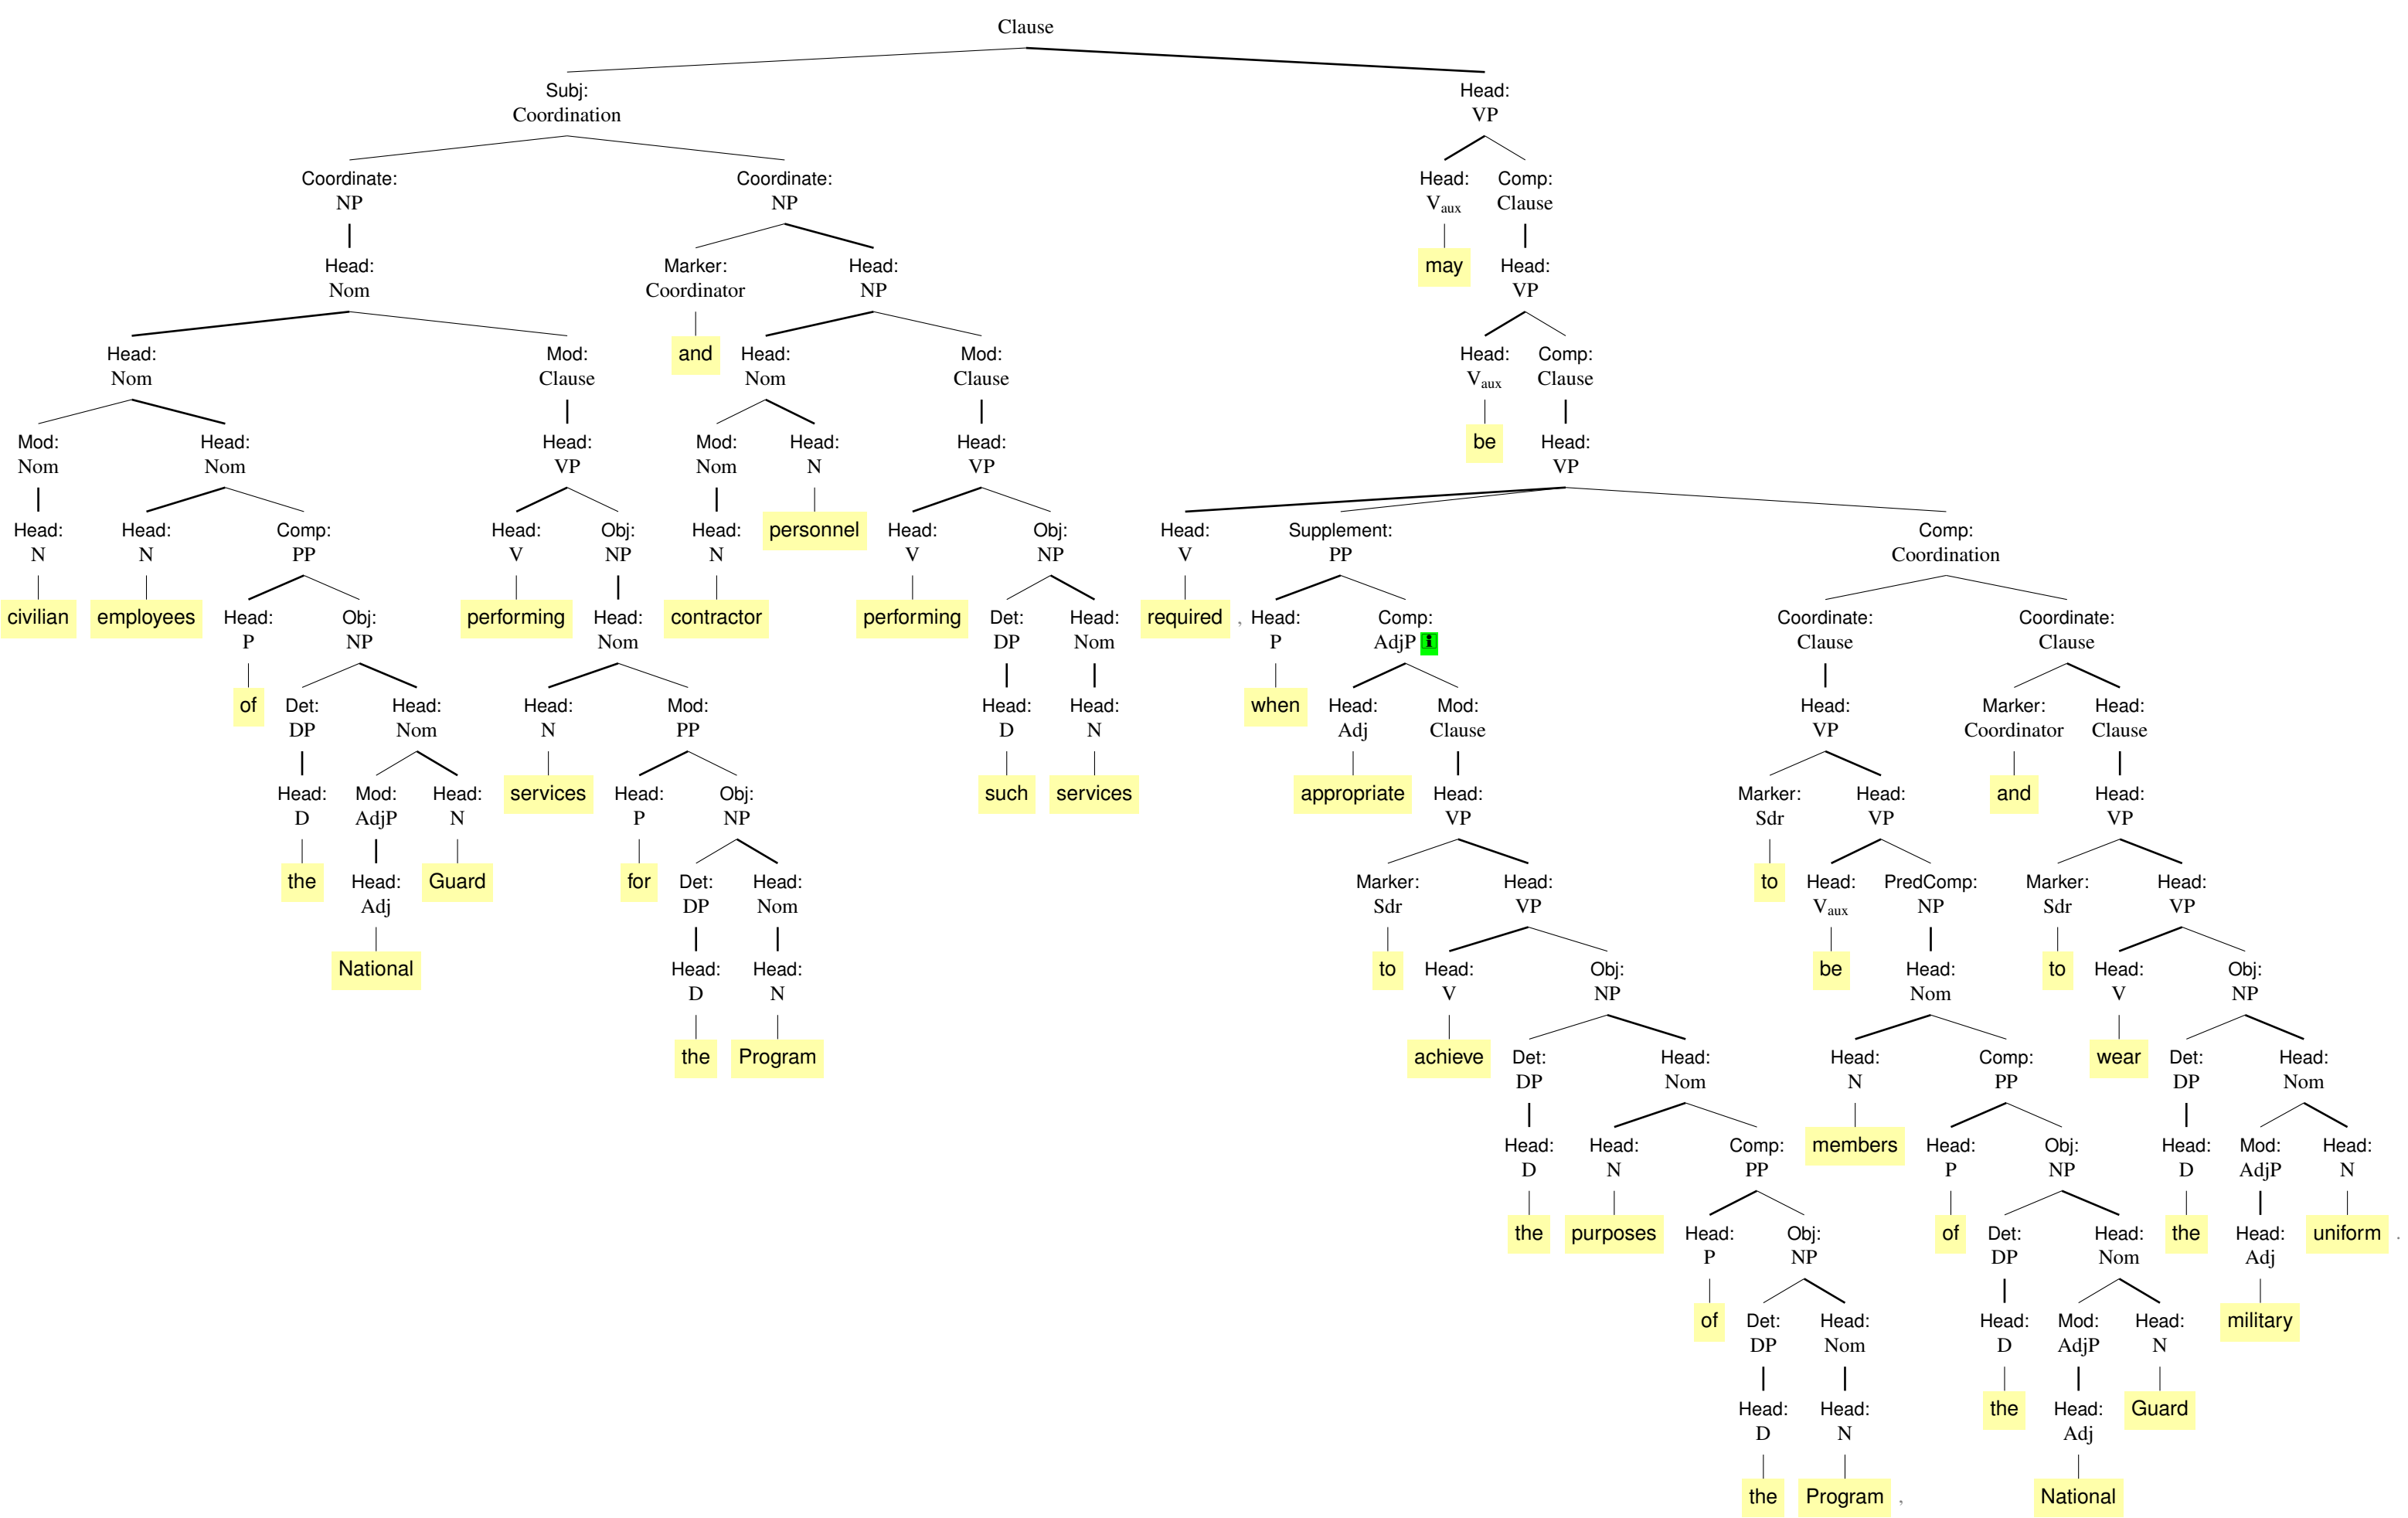 Clause
Subj: Head:
Coordination VP
Coordinate: Coordinate: Head: Comp:
NP NP Vaux Clause
Head: Marker: Head: may Head:
Nom Coordinator NP VP
Head: Mod: and Head: Mod: Head: Comp:
Nom Clause Nom Clause Vaux Clause
Mod: Head: Head: Mod: Head: Head: be Head:
Nom Nom VP Nom N VP VP
Head: Head: Comp: Head: Obj: Head: personnel Head: Obj: Head: Supplement: Comp:
N N PP V NP N V NP V PP Coordination
civilian employees Head: Obj: performing Head: contractor performing Det: Head: required , Head: Comp: Coordinate: Coordinate:
P NP Nom DP Nom P AdjP i Clause Clause
of Det: Head: Head: Mod: Head: Head: when Head: Mod: Head: Marker: Head:
DP Nom N PP D N Adj Clause VP Coordinator Clause
Head: Mod: Head: services Head: Obj: such services appropriate Head: Marker: Head: and Head:
D AdjP N P NP VP Sdr VP VP
the Head: Guard for Det: Head: Marker: Head: to Head: PredComp: Marker: Head:
Adj DP Nom Sdr VP Vaux NP Sdr VP
National Head: Head: to Head: Obj: be Head: to Head: Obj:
D N V NP Nom V NP
the Program achieve Det: Head: Head: Comp: wear Det: Head:
DP Nom N PP DP Nom
Head: Head: Comp: members Head: Obj: Head: Mod: Head:
D N PP P NP D AdjP N
the purposes Head: Obj: of Det: Head: the Head: uniform .
P NP DP Nom Adj
of Det: Head: Head: Mod: Head: military
DP Nom D AdjP N
Head: Head: the Head: Guard
D N Adj
the Program , National